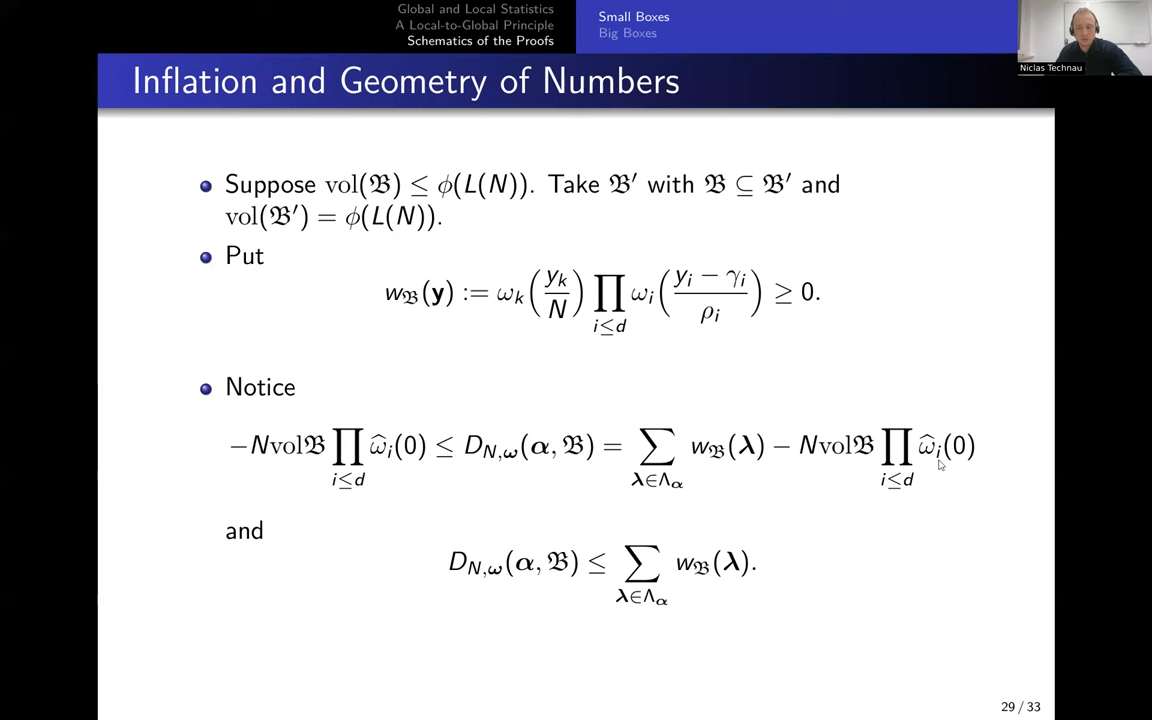 Global and Local Statistics
A Local-to-Global Principle
Schematics of the Proofs
Small Boxes
Big Boxes
Niclas Technau
Inflation and Geometry of Numbers
Suppose vol(𝔅) ≤ ϕ(L(N)). Take 𝔅′ with 𝔅 ⊆ 𝔅′ and
vol(𝔅′) = ϕ(L(N)).
Put
w_𝔅(𝐲) := ω_k(y_k/N) ∏_{i≤d} ω_i((y_i − γ_i)/ρ_i) ≥ 0.
Notice
−Nvol𝔅 ∏_{i≤d} ω̂_i(0) ≤ D_{N,𝛚}(𝛂, 𝔅) = ∑_{𝛌∈Λ_𝛂} w_𝔅(𝛌) − Nvol𝔅 ∏_{i≤d} ω̂_i(0)
and
D_{N,𝛚}(𝛂, 𝔅) ≤ ∑_{𝛌∈Λ_𝛂} w_𝔅(𝛌).
29 / 33